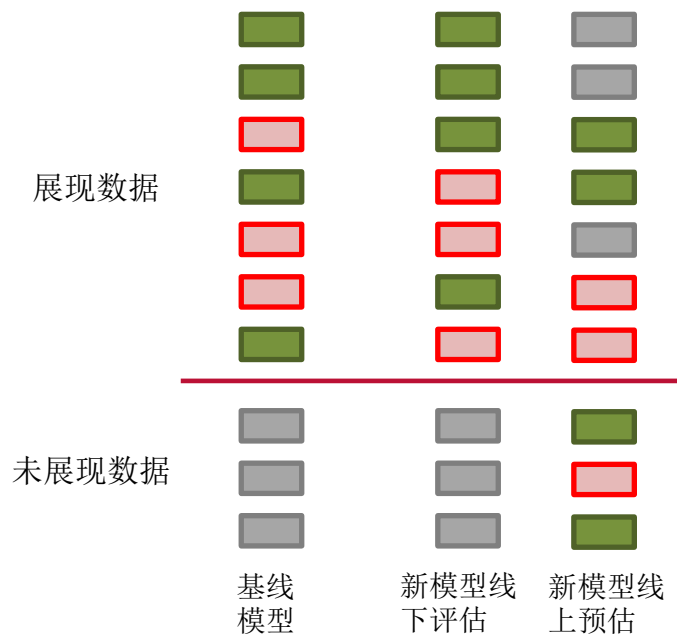 展现数据
未展现数据
基线
模型
新模型线
下评估
新模型线
上预估